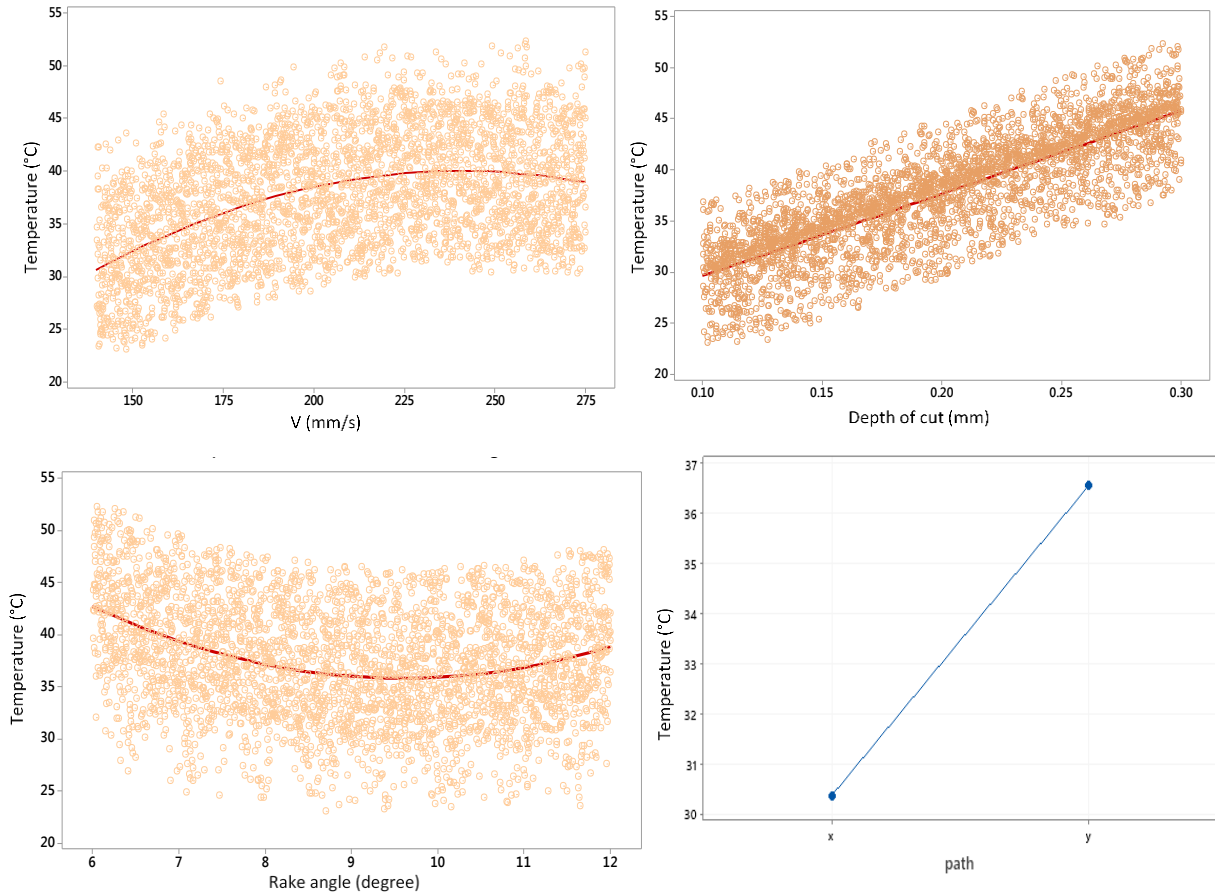 55
50
45
40
35
30
25
20
Temperature (°C)
150 175 200 225 250 275
V (mm/s)
55
50
45
40
35
30
25
20
Temperature (°C)
0.10 0.15 0.20 0.25 0.30
Depth of cut (mm)
55
50
45
40
35
30
25
20
Temperature (°C)
6 7 8 9 10 11 12
Rake angle (degree)
37
36
35
34
33
32
31
30
Temperature (°C)
x y
path